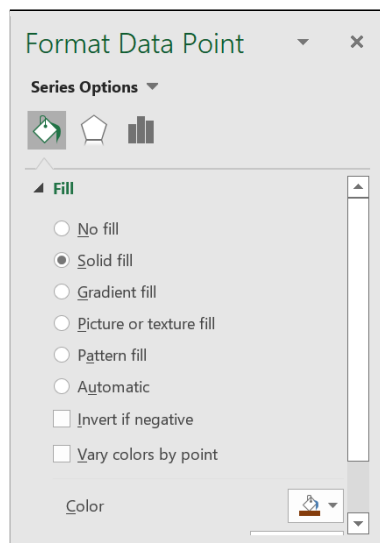 Format Data Point
Series Options
Fill
No fill
Solid fill
Gradient fill
Picture or texture fill
Pattern fill
Automatic
Invert if negative
Vary colors by point
Color